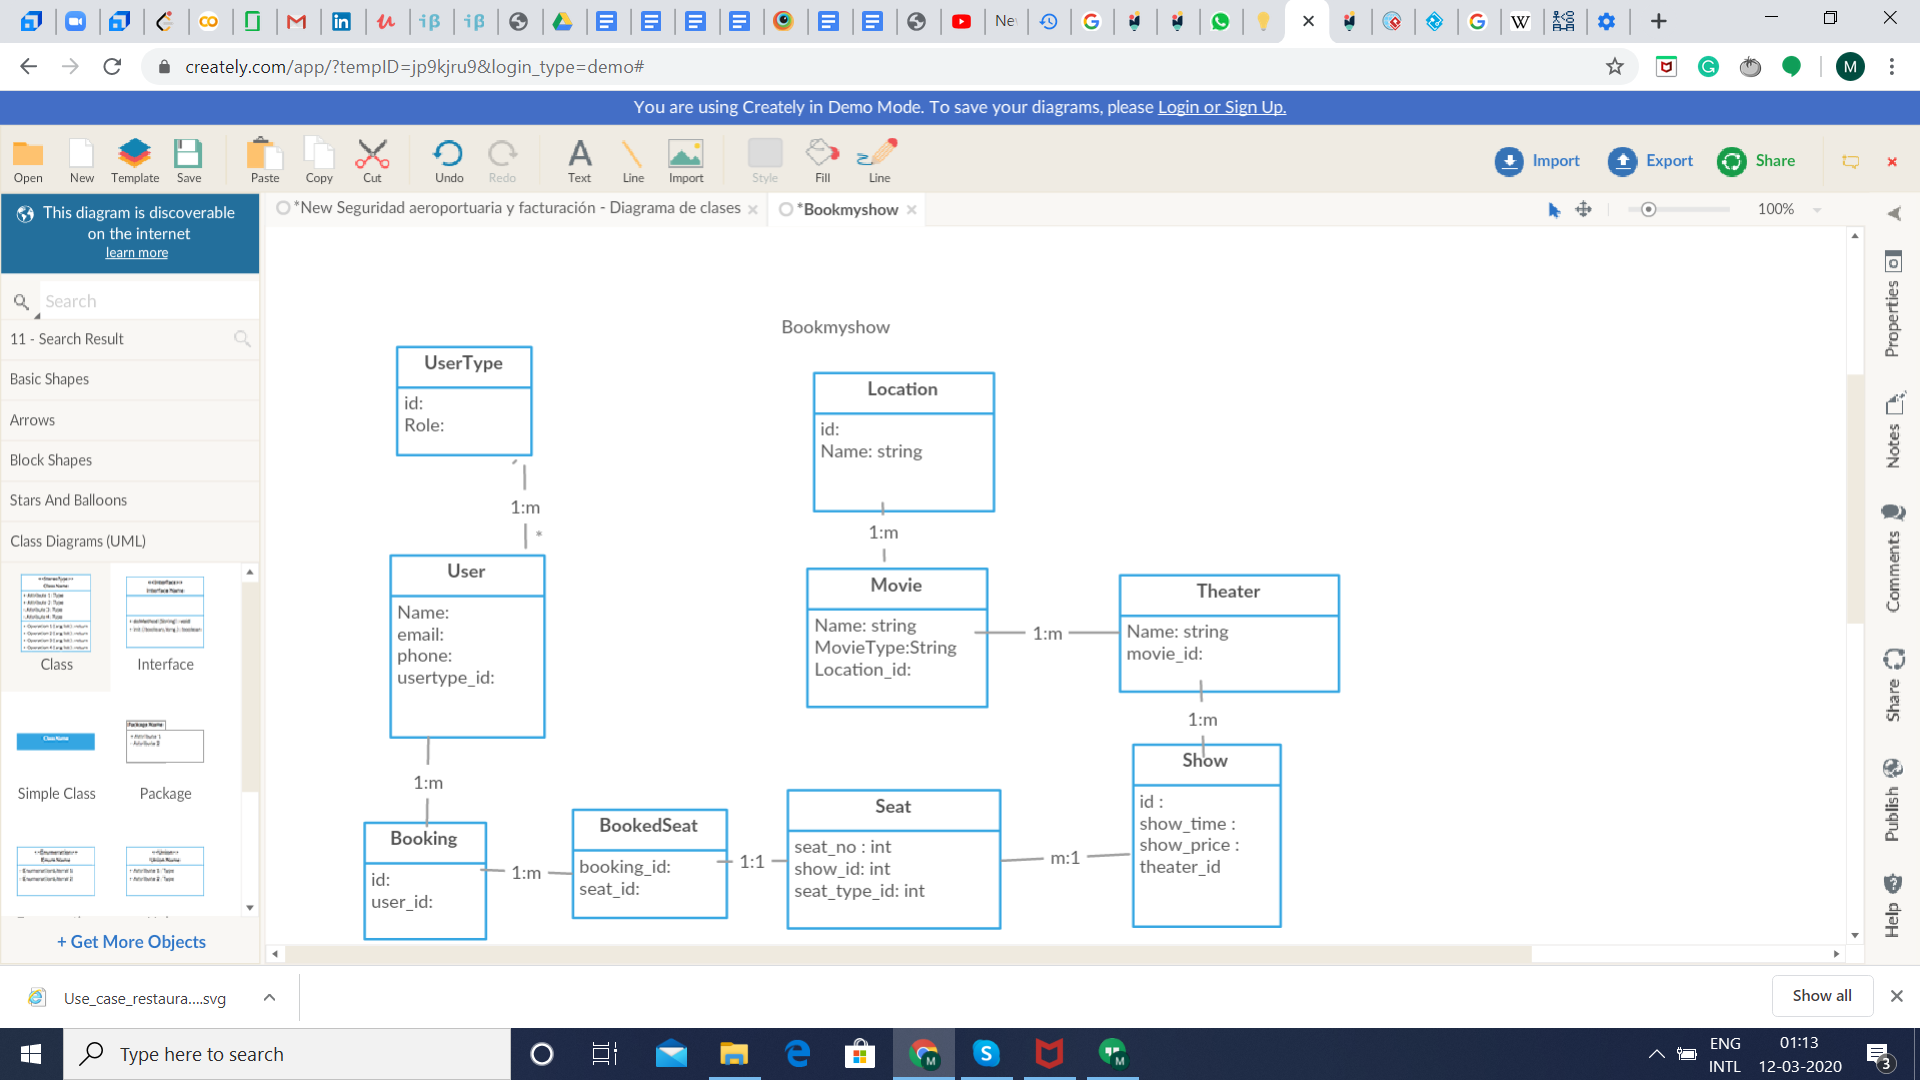 Ne
creately.com/app/?tempID=jp9kjru9&login_type=demo#
M
You are using Creately in Demo Mode. To save your diagrams, please Login or Sign Up.
Open
New
Template
Save
Paste
Copy
Cut
Undo
Redo
Text
Line
Import
Style
Fill
Line
Import
Export
Share
This diagram is discoverable
on the internet
learn more
*New Seguridad aeroportuaria y facturación - Diagrama de clases
*Bookmyshow
100%
Search
11 - Search Result
Basic Shapes
Arrows
Block Shapes
Stars And Balloons
Class Diagrams (UML)
Class
Interface
Simple Class
Package
+ Get More Objects
Bookmyshow
UserType
id:
Role:
1:m
*
User
Name:
email:
phone:
usertype_id:
1:m
Booking
id:
user_id:
1:m
BookedSeat
booking_id:
seat_id:
1:1
Seat
seat_no : int
show_id: int
seat_type_id: int
m:1
Location
id:
Name: string
1:m
Movie
Name: string
MovieType:String
Location_id:
1:m
Theater
Name: string
movie_id:
1:m
Show
id :
show_time :
show_price :
theater_id
Properties
Notes
Comments
Share
Publish
Help
Use_case_restaura....svg
Show all
Type here to search
ENG
INTL
01:13
12-03-2020
3